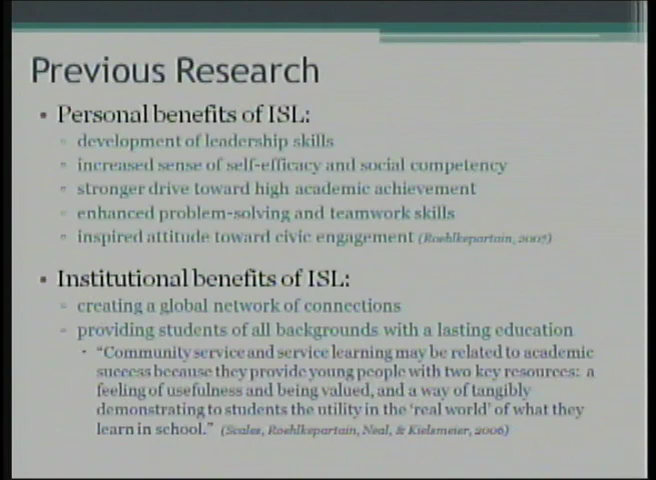 Previous Research
Personal benefits of ISL:
development of leadership skills
increased sense of self-efficacy and social competency
stronger drive toward high academic achievement
enhanced problem-solving and teamwork skills
inspired attitude toward civic engagement (Roehlkepartain, 2007)
Institutional benefits of ISL:
creating a global network of connections
providing students of all backgrounds with a lasting education
“Community service and service learning may be related to academic
success because they provide young people with two key resources: a
feeling of usefulness and being valued, and a way of tangibly
demonstrating to students the utility in the ‘real world’ of what they
learn in school.” (Scales, Roehlkepartain, Neal, & Kielsmeier, 2006)